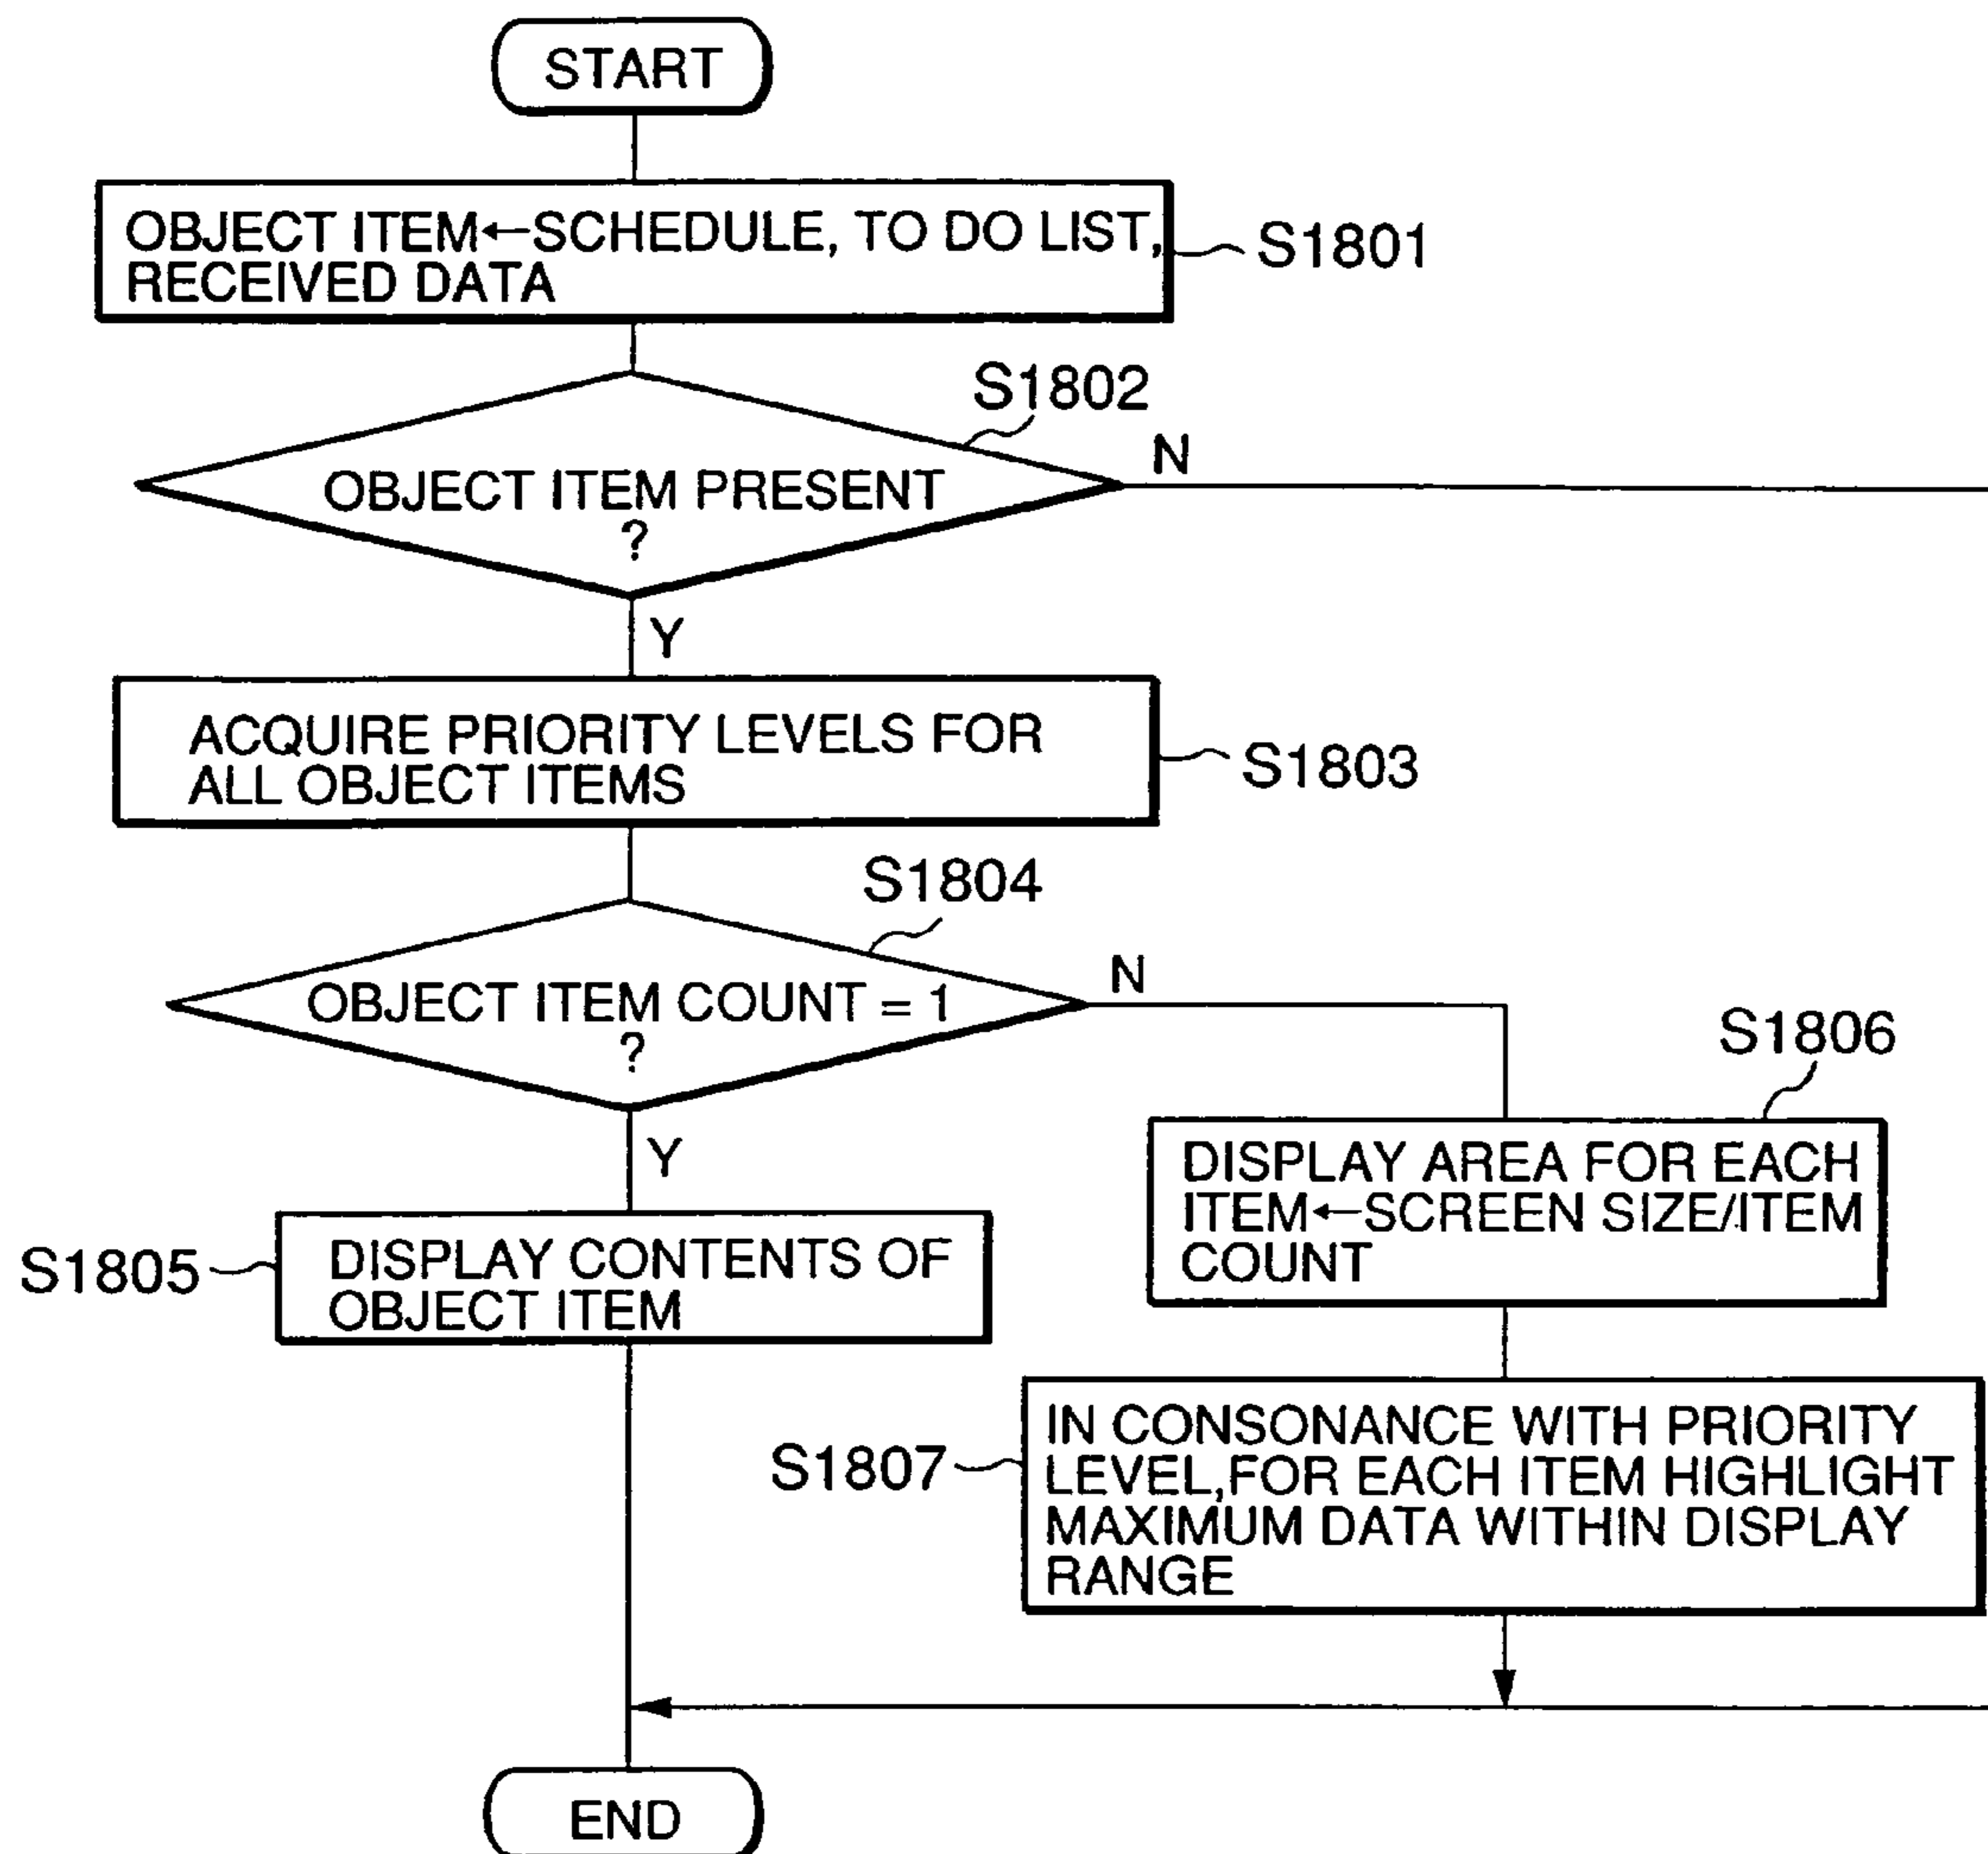 START
OBJECT ITEM←SCHEDULE, TO DO LIST,
RECEIVED DATA
S1801
S1802
OBJECT ITEM PRESENT
?
N
Y
ACQUIRE PRIORITY LEVELS FOR
ALL OBJECT ITEMS
S1803
S1804
OBJECT ITEM COUNT = 1
?
N
Y
S1805
DISPLAY CONTENTS OF
OBJECT ITEM
S1806
DISPLAY AREA FOR EACH
ITEM←SCREEN SIZE/ITEM
COUNT
S1807
IN CONSONANCE WITH PRIORITY
LEVEL,FOR EACH ITEM HIGHLIGHT
MAXIMUM DATA WITHIN DISPLAY
RANGE
END